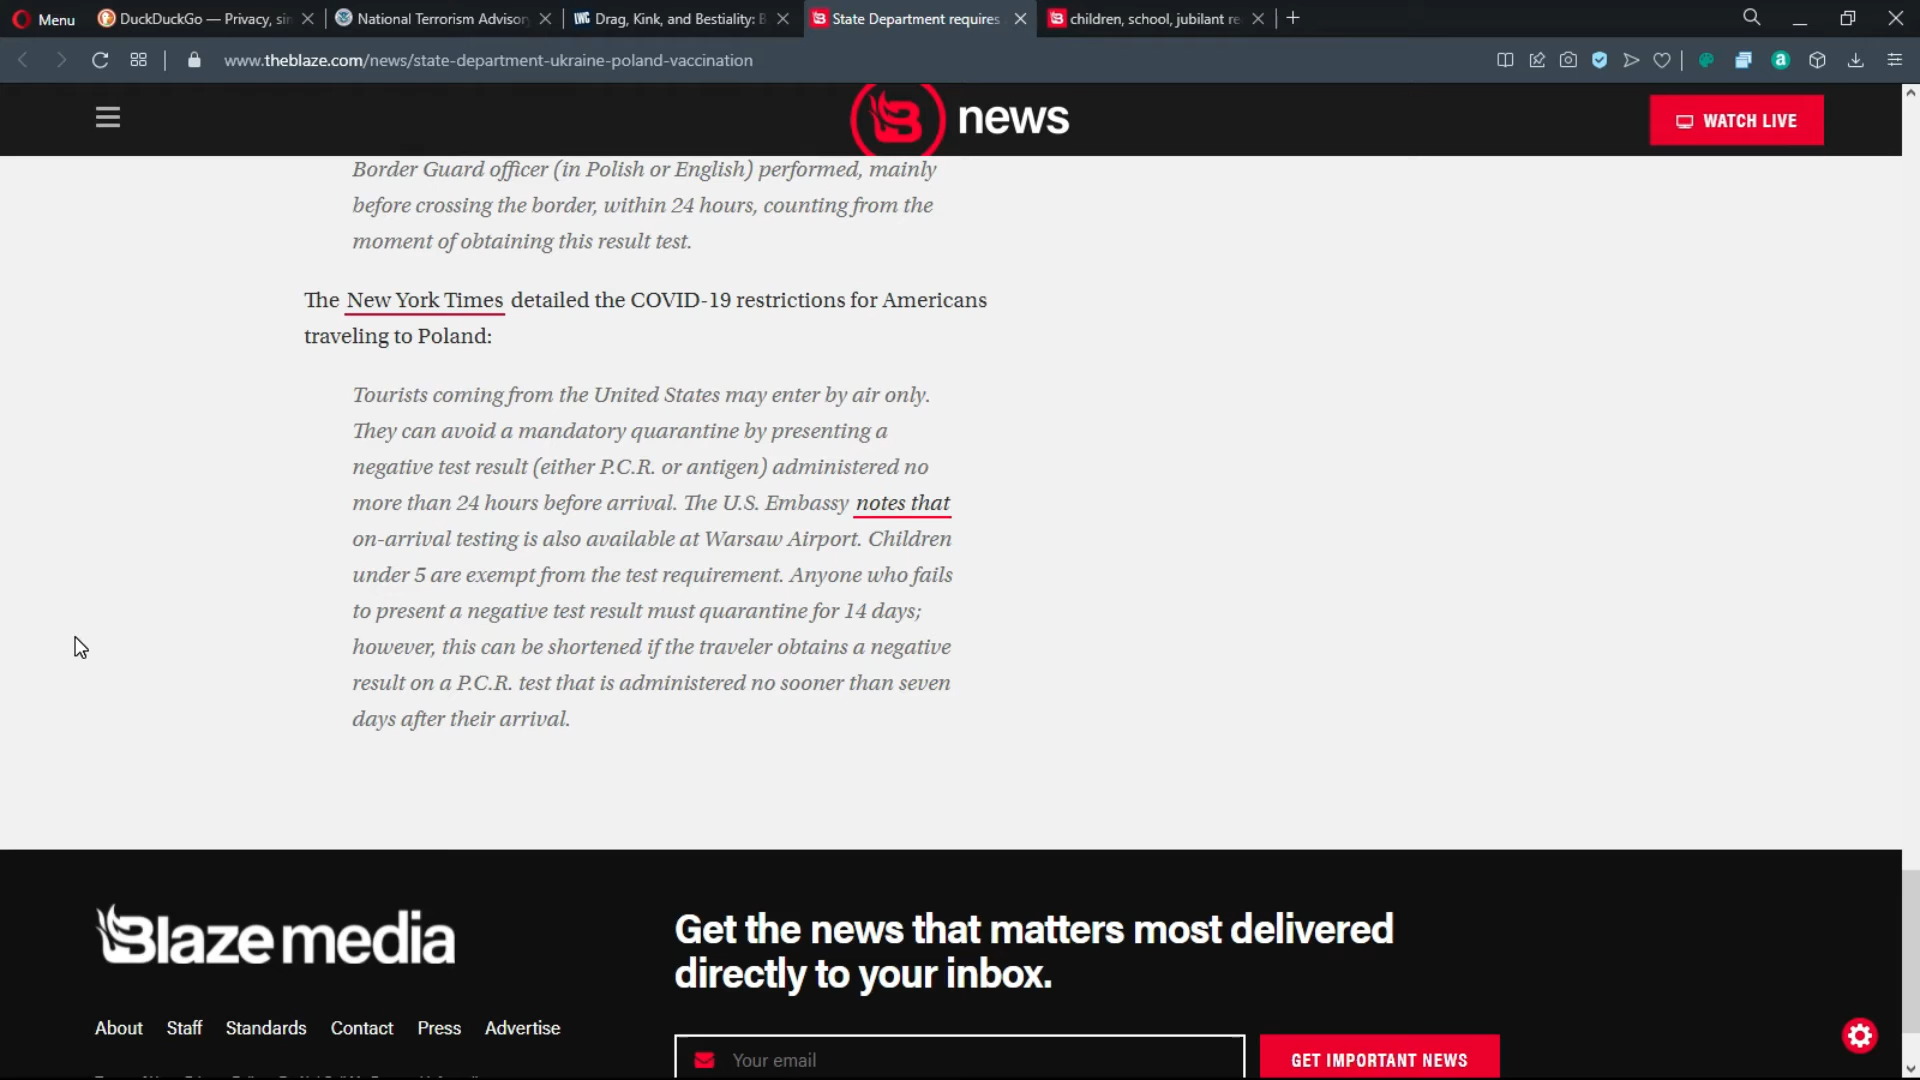 Menu
DuckDuckGo — Privacy, sin
National Terrorism Advisor
Drag, Kink, and Bestiality: B
State Department requires
children, school, jubilant re
www.theblaze.com/news/state-department-ukraine-poland-vaccination
news
WATCH LIVE
Border Guard officer (in Polish or English) performed, mainly
before crossing the border, within 24 hours, counting from the
moment of obtaining this result test.
The New York Times detailed the COVID-19 restrictions for Americans
traveling to Poland:
Tourists coming from the United States may enter by air only.
They can avoid a mandatory quarantine by presenting a
negative test result (either P.C.R. or antigen) administered no
more than 24 hours before arrival. The U.S. Embassy notes that
on-arrival testing is also available at Warsaw Airport. Children
under 5 are exempt from the test requirement. Anyone who fails
to present a negative test result must quarantine for 14 days;
however, this can be shortened if the traveler obtains a negative
result on a P.C.R. test that is administered no sooner than seven
days after their arrival.
Blaze media
Get the news that matters most delivered
directly to your inbox.
About Staff Standards Contact Press Advertise
Your email
GET IMPORTANT NEWS